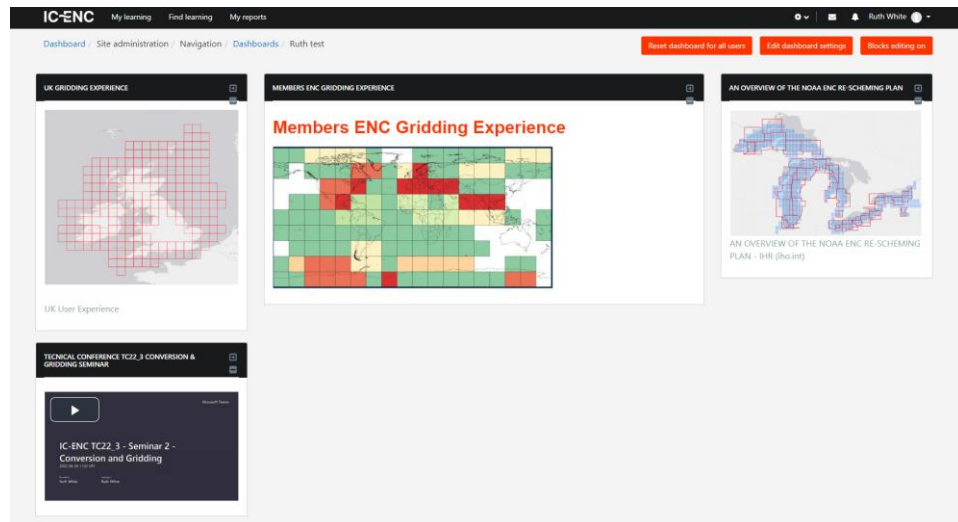 IC-ENC My learning Find learning My reports Ruth White
Dashboard / Site administration / Navigation / Dashboards / Ruth test
Reset dashboard for all users Edit dashboard settings Blocks editing on
UK GRIDDING EXPERIENCE
UK User Experience
MEMBERS ENC GRIDDING EXPERIENCE
Members ENC Gridding Experience
AN OVERVIEW OF THE NOAA ENC RE-SCHEMING PLAN
AN OVERVIEW OF THE NOAA ENC RE-SCHEMING
PLAN - IHR (iho.int)
TECNICAL CONFERENCE TC22_3 CONVERSION &
GRIDDING SEMINAR
Microsoft Teams
IC-ENC TC22_3 - Seminar 2 -
Conversion and Gridding
Ruth White Ruth White